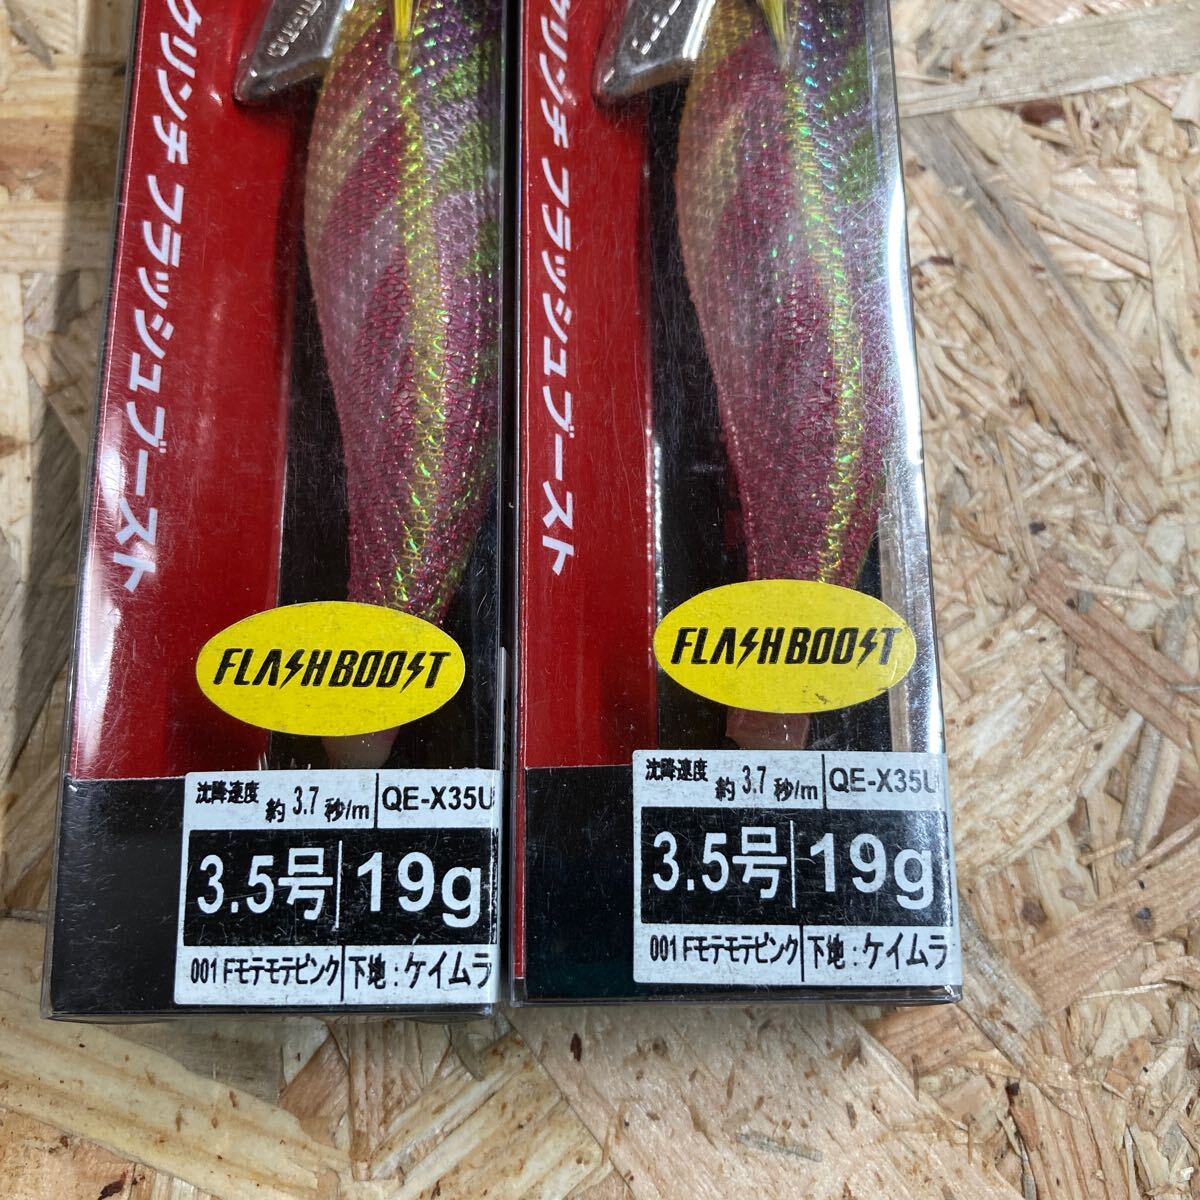 クリンチ フラッシュブースト
FLASHBOOST
沈降速度 約 3.7 秒/m QE-X35U
3.5号 19g
001 Fモテモテピンク 下地：ケイムラ
クリンチ フラッシュブースト
FLASHBOOST
沈降速度 約 3.7 秒/m QE-X35U
3.5号 19g
001 Fモテモテピンク 下地：ケイムラ